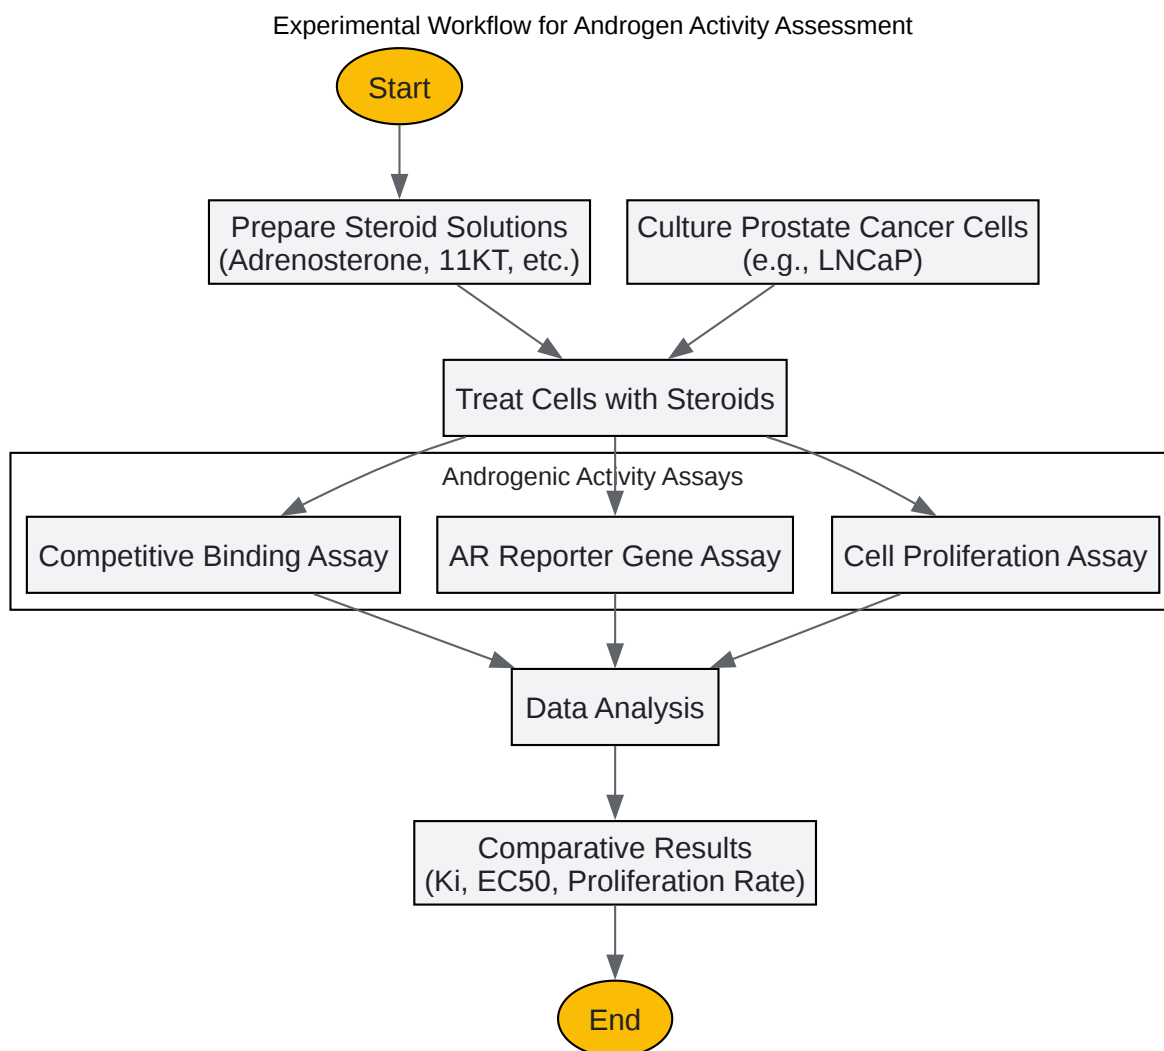 Experimental Workflow for Androgen Activity Assessment
Start
Prepare Steroid Solutions
(Adrenosterone, 11KT, etc.)
Culture Prostate Cancer Cells
(e.g., LNCaP)
Treat Cells with Steroids
Androgenic Activity Assays
Competitive Binding Assay
AR Reporter Gene Assay
Cell Proliferation Assay
Data Analysis
Comparative Results
(Ki, EC50, Proliferation Rate)
End